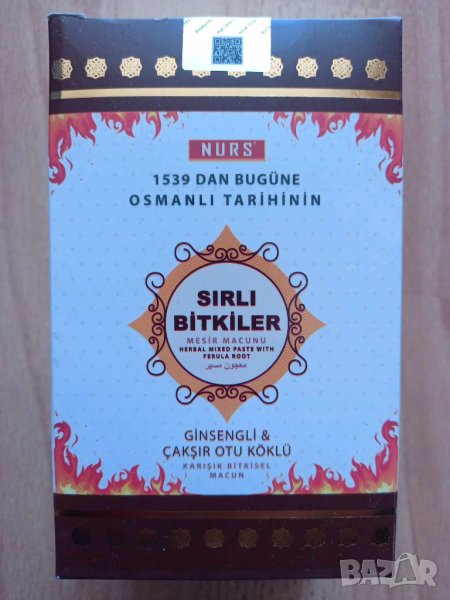 NURS
1539 DAN BUGÜNE
OSMANLI TARİHİNİN
SIRLI
BİTKİLER
MESİR MACUNU
HERBAL MIXED PASTE WITH
FERULA ROOT
معجون مسير
GİNSENGLİ &
ÇAKŞIR OTU KÖKLÜ
KARIŞIK BİTKİSEL
MACUN
BAZAR